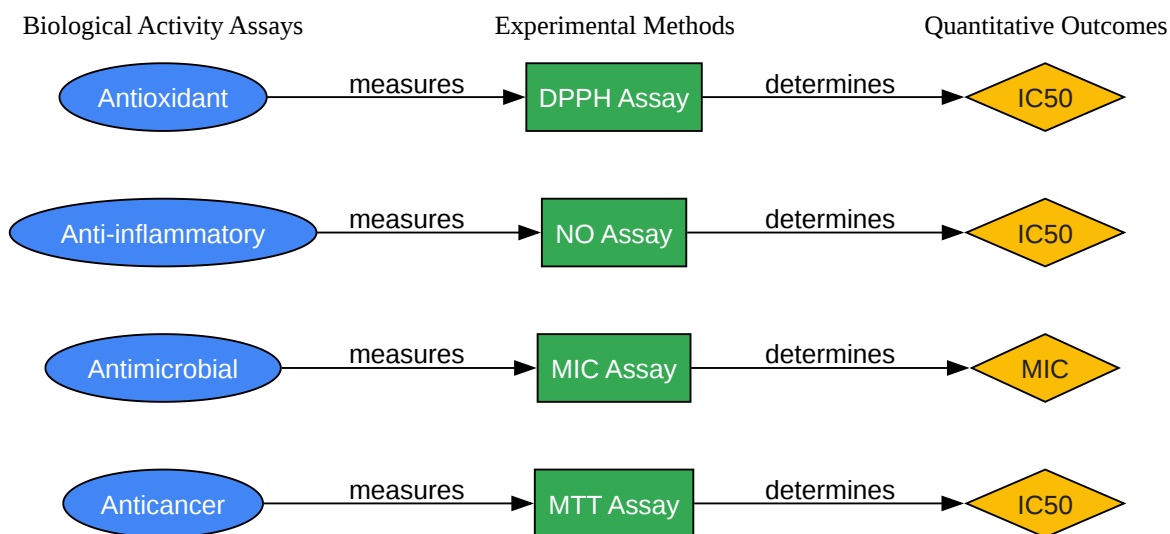 Biological Activity Assays Experimental Methods Quantitative Outcomes
Antioxidant measures DPPH Assay determines IC50
Anti-inflammatory measures NO Assay determines IC50
Antimicrobial measures MIC Assay determines MIC
Anticancer measures MTT Assay determines IC50